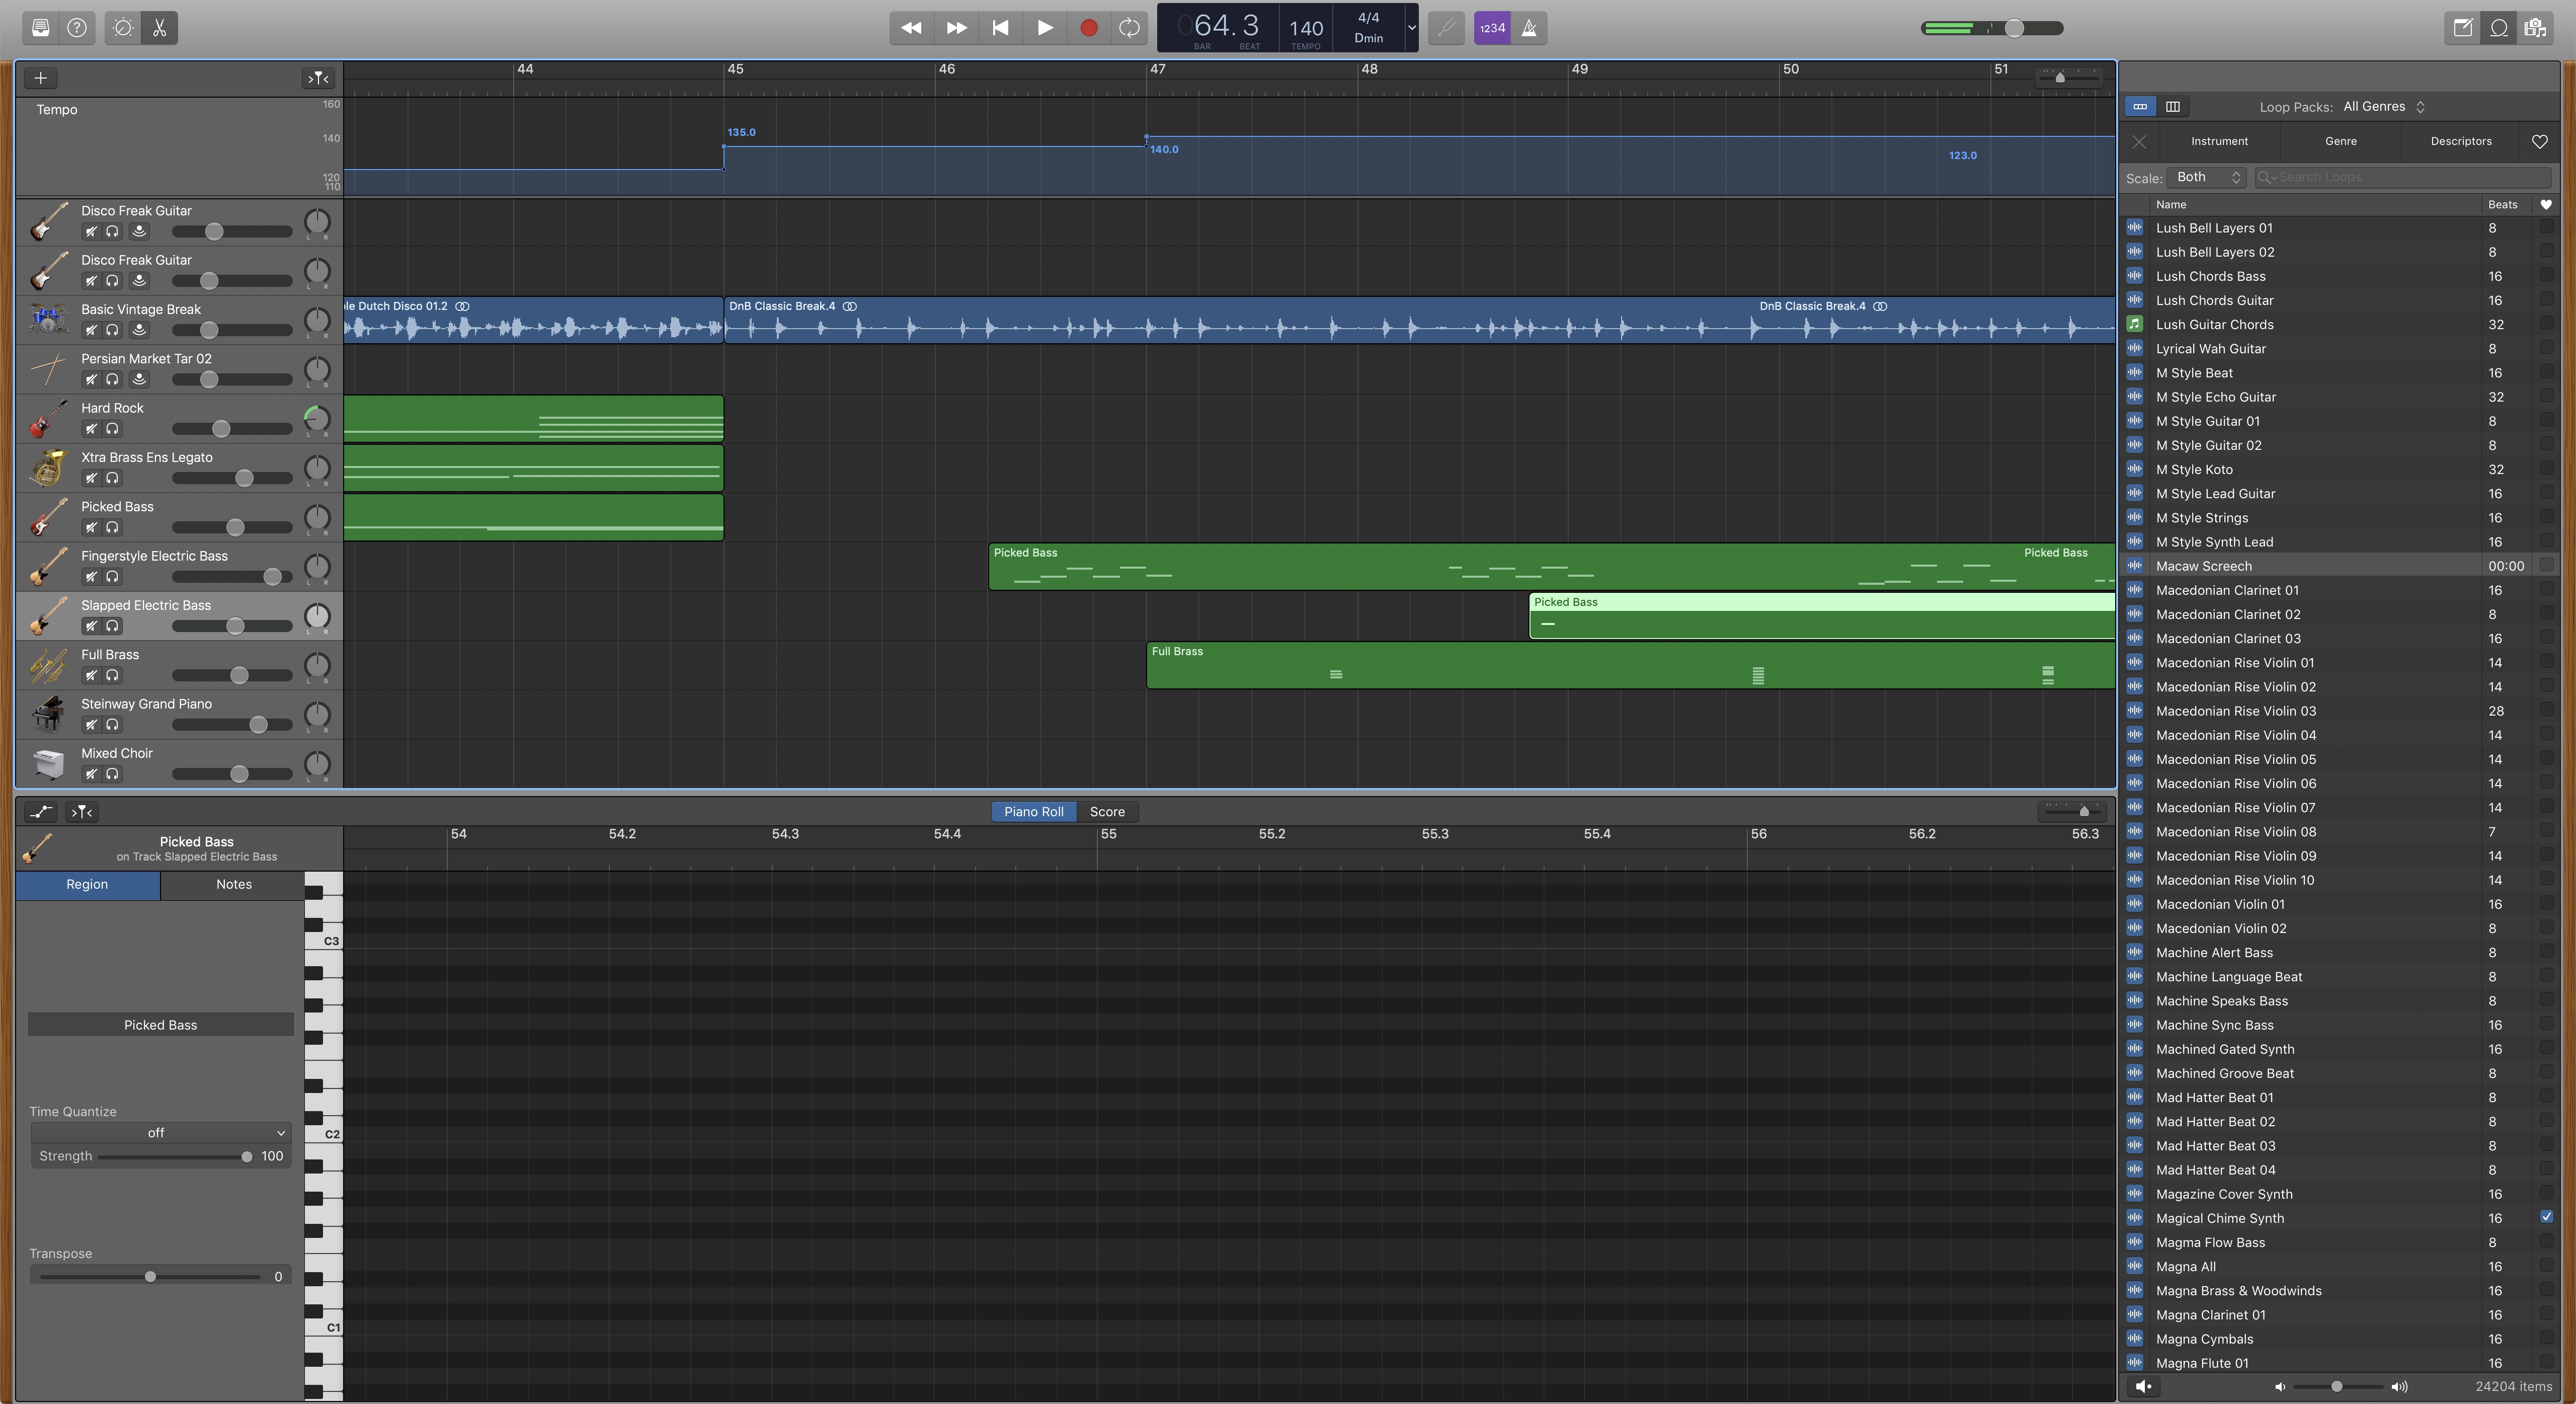 064.3
BAR BEAT
140
TEMPO
4/4
Dmin
1234
44 45 46 47 48 49 50 51
Tempo
160
140
120
110
135.0
140.0
123.0
Disco Freak Guitar
L R
Disco Freak Guitar
L R
Basic Vintage Break
L R
le Dutch Disco 01.2
DnB Classic Break.4
DnB Classic Break.4
Persian Market Tar 02
L R
Hard Rock
L R
Xtra Brass Ens Legato
L R
Picked Bass
L R
Fingerstyle Electric Bass
L R
Picked Bass
Picked Bass
Slapped Electric Bass
L R
Picked Bass
Full Brass
L R
Full Brass
Steinway Grand Piano
L R
Mixed Choir
L R
Piano Roll Score
Picked Bass
on Track Slapped Electric Bass
54 54.2 54.3 54.4 55 55.2 55.3 55.4 56 56.2 56.3
Region Notes
C3
C2
C1
Picked Bass
Time Quantize
off
Strength 100
Transpose
0
Loop Packs: All Genres
Instrument Genre Descriptors
Scale: Both Search Loops
Name Beats
Lush Bell Layers 01 8
Lush Bell Layers 02 8
Lush Chords Bass 16
Lush Chords Guitar 16
Lush Guitar Chords 32
Lyrical Wah Guitar 8
M Style Beat 16
M Style Echo Guitar 32
M Style Guitar 01 8
M Style Guitar 02 8
M Style Koto 32
M Style Lead Guitar 16
M Style Strings 16
M Style Synth Lead 16
Macaw Screech 00:00
Macedonian Clarinet 01 16
Macedonian Clarinet 02 8
Macedonian Clarinet 03 16
Macedonian Rise Violin 01 14
Macedonian Rise Violin 02 14
Macedonian Rise Violin 03 28
Macedonian Rise Violin 04 14
Macedonian Rise Violin 05 14
Macedonian Rise Violin 06 14
Macedonian Rise Violin 07 14
Macedonian Rise Violin 08 7
Macedonian Rise Violin 09 14
Macedonian Rise Violin 10 14
Macedonian Violin 01 16
Macedonian Violin 02 8
Machine Alert Bass 8
Machine Language Beat 8
Machine Speaks Bass 8
Machine Sync Bass 16
Machined Gated Synth 16
Machined Groove Beat 8
Mad Hatter Beat 01 8
Mad Hatter Beat 02 8
Mad Hatter Beat 03 8
Mad Hatter Beat 04 8
Magazine Cover Synth 16
Magical Chime Synth 16
Magma Flow Bass 8
Magna All 16
Magna Brass & Woodwinds 16
Magna Clarinet 01 16
Magna Cymbals 16
Magna Flute 01 16
24204 items